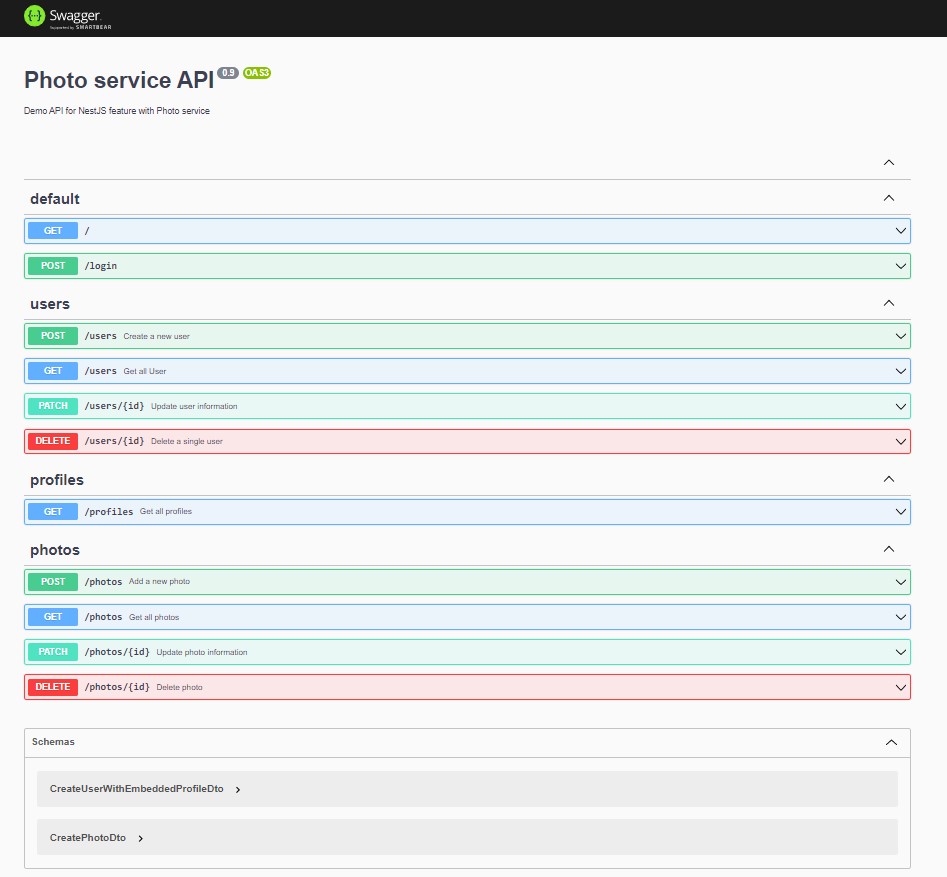 Swagger.
Supported by SMARTBEAR
Photo service API 0.9 OAS3
Demo API for NestJS feature with Photo service
default
GET /
POST /login
users
POST /users Create a new user
GET /users Get all User
PATCH /users/{id} Update user information
DELETE /users/{id} Delete a single user
profiles
GET /profiles Get all profiles
photos
POST /photos Add a new photo
GET /photos Get all photos
PATCH /photos/{id} Update photo information
DELETE /photos/{id} Delete photo
Schemas
CreateUserWithEmbeddedProfileDto
CreatePhotoDto